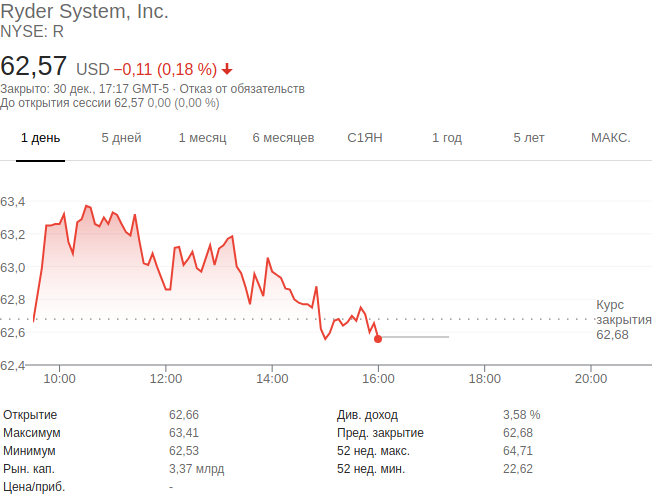 Ryder System, Inc.
NYSE: R
62,57 USD −0,11 (0,18 %)
Закрыто: 30 дек., 17:17 GMT-5 · Отказ от обязательств
До открытия сессии 62,57 0,00 (0,00 %)
1 день 5 дней 1 месяц 6 месяцев С1ЯН 1 год 5 лет МАКС.
63,4
63,2
63,0
62,8
Курс
закрытия
62,68
62,6
62,4
10:00 12:00 14:00 16:00 18:00 20:00
Открытие 62,66 Див. доход 3,58 %
Максимум 63,41 Пред. закрытие 62,68
Минимум 62,53 52 нед. макс. 64,71
Рын. кап. 3,37 млрд 52 нед. мин. 22,62
Цена/приб. -